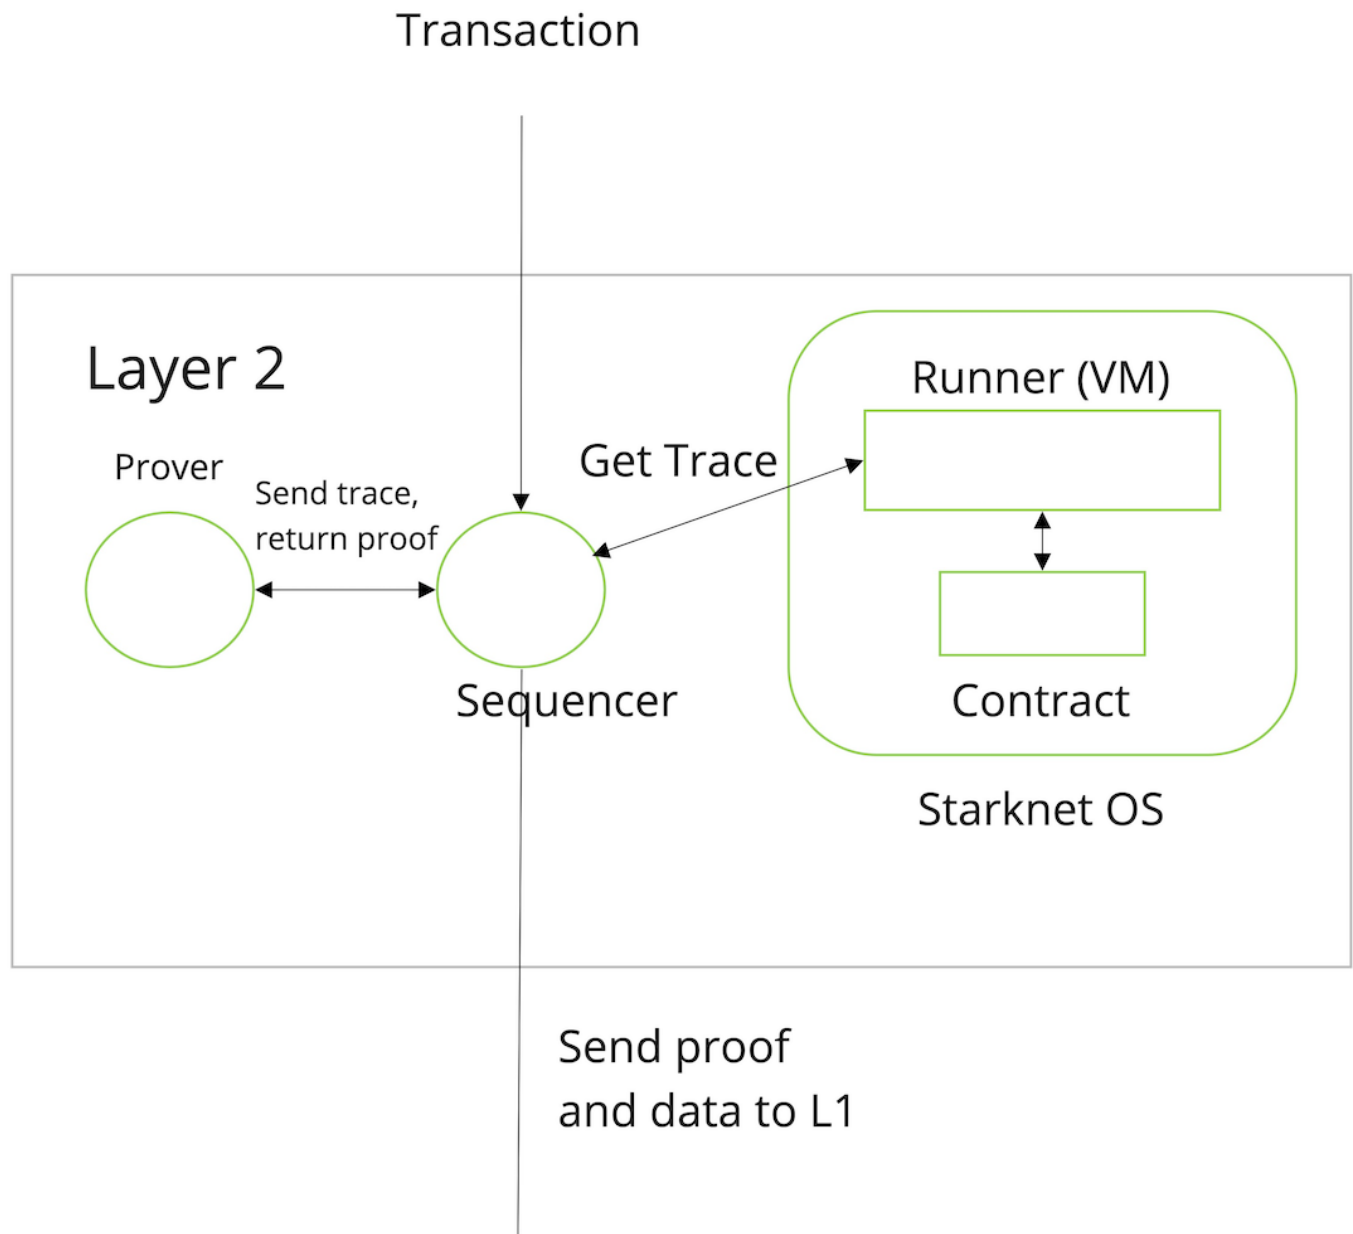 Transaction
Layer 2
Runner (VM)
Get Trace
Prover
Send trace,
return proof
Sequencer
Contract
Starknet OS
Send proof
and data to L1